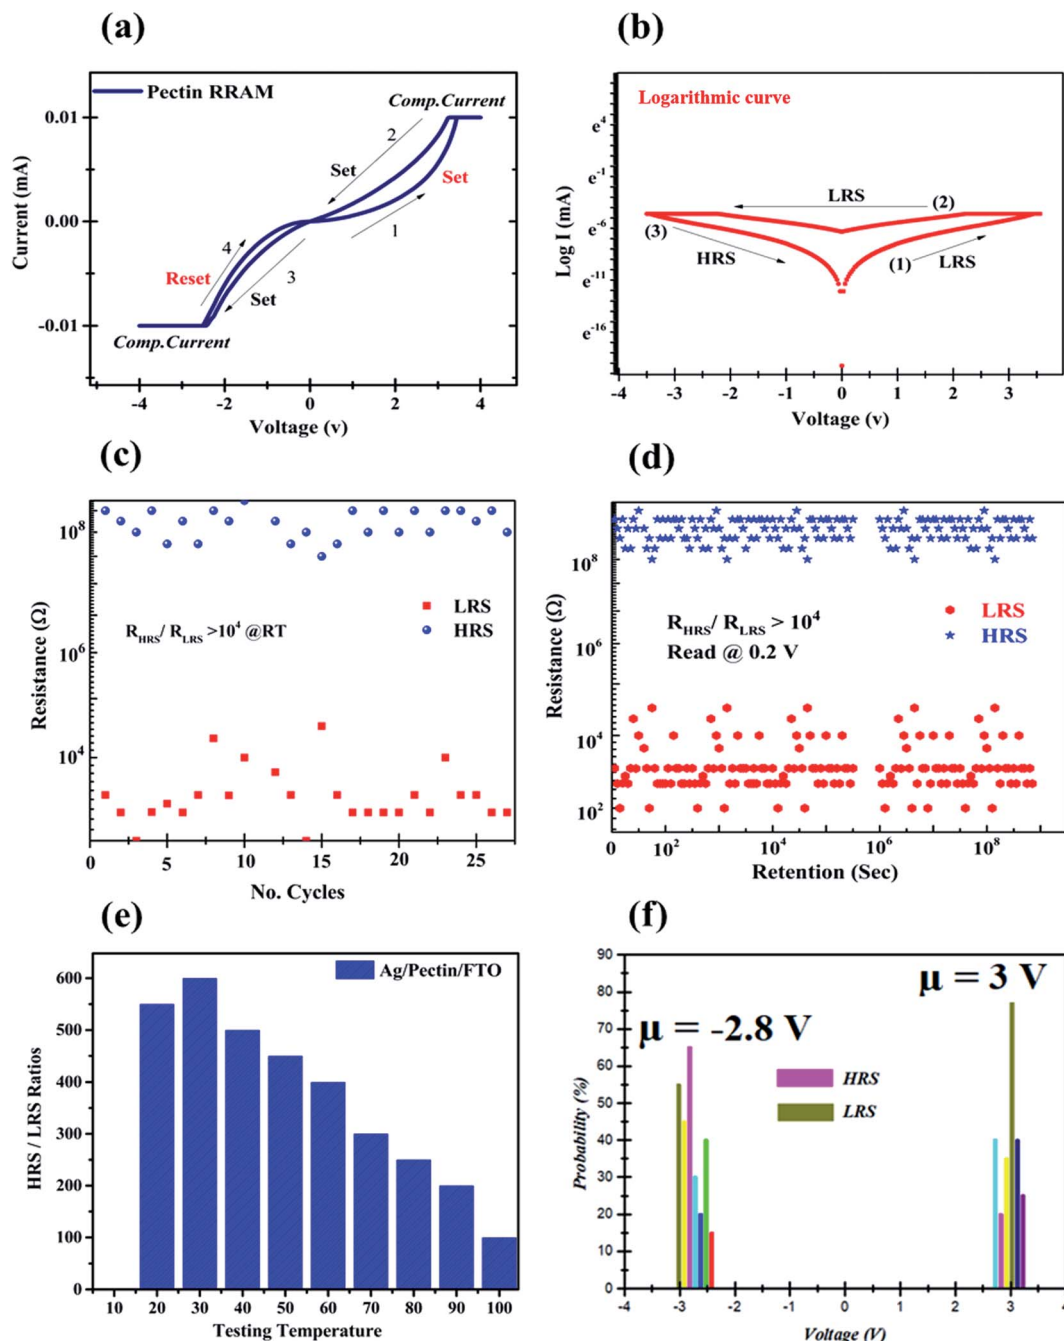 (a)
Pectin RRAM
Comp.Current
2
Set
Set
1
4
Reset
3
Set
Comp.Current
Current (mA)
0.01
0.00
-0.01
-4 -2 0 2 4
Voltage (v)
(b)
Logarithmic curve
LRS
(2)
(3)
HRS
(1)
LRS
Log I (mA)
e^4
e^-1
e^-6
e^-11
e^-16
-4 -3 -2 -1 0 1 2 3
Voltage (v)
(c)
LRS
HRS
R_HRS/ R_LRS >10^4 @RT
Resistance (Ω)
10^8
10^6
10^4
0 5 10 15 20 25
No. Cycles
(d)
LRS
HRS
R_HRS/ R_LRS > 10^4
Read @ 0.2 V
Resistance (Ω)
10^8
10^6
10^4
10^2
0 10^2 10^4 10^6 10^8
Retention (Sec)
(e)
Ag/Pectin/FTO
HRS / LRS Ratios
600
500
400
300
200
100
0
10 20 30 40 50 60 70 80 90 100
Testing Temperature
(f)
μ = 3 V
μ = -2.8 V
HRS
LRS
Probability (%)
90
80
70
60
50
40
30
20
10
0
-4 -3 -2 -1 0 1 2 3 4
Voltage (V)